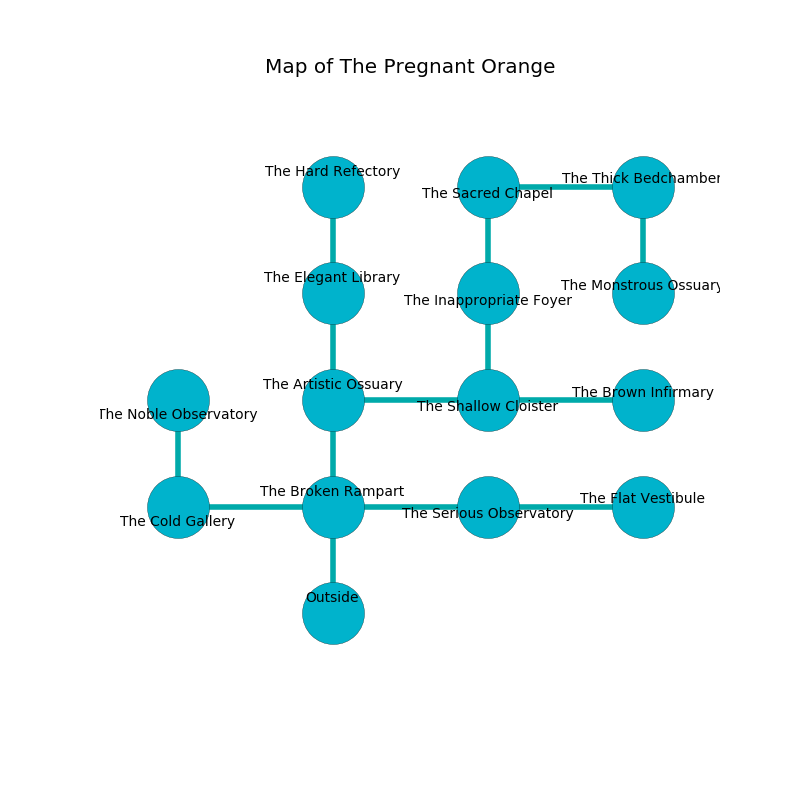 Map of The Pregnant Orange
The Hard Refectory
The Thick Bedchamber
The Sacred Chapel
The Elegant Library
The Monstrous Ossuary
The Inappropriate Foyer
The Artistic Ossuary
The Brown Infirmary
The Shallow Cloister
The Noble Observatory
The Broken Rampart
The Flat Vestibule
The Serious Observatory
The Cold Gallery
Outside